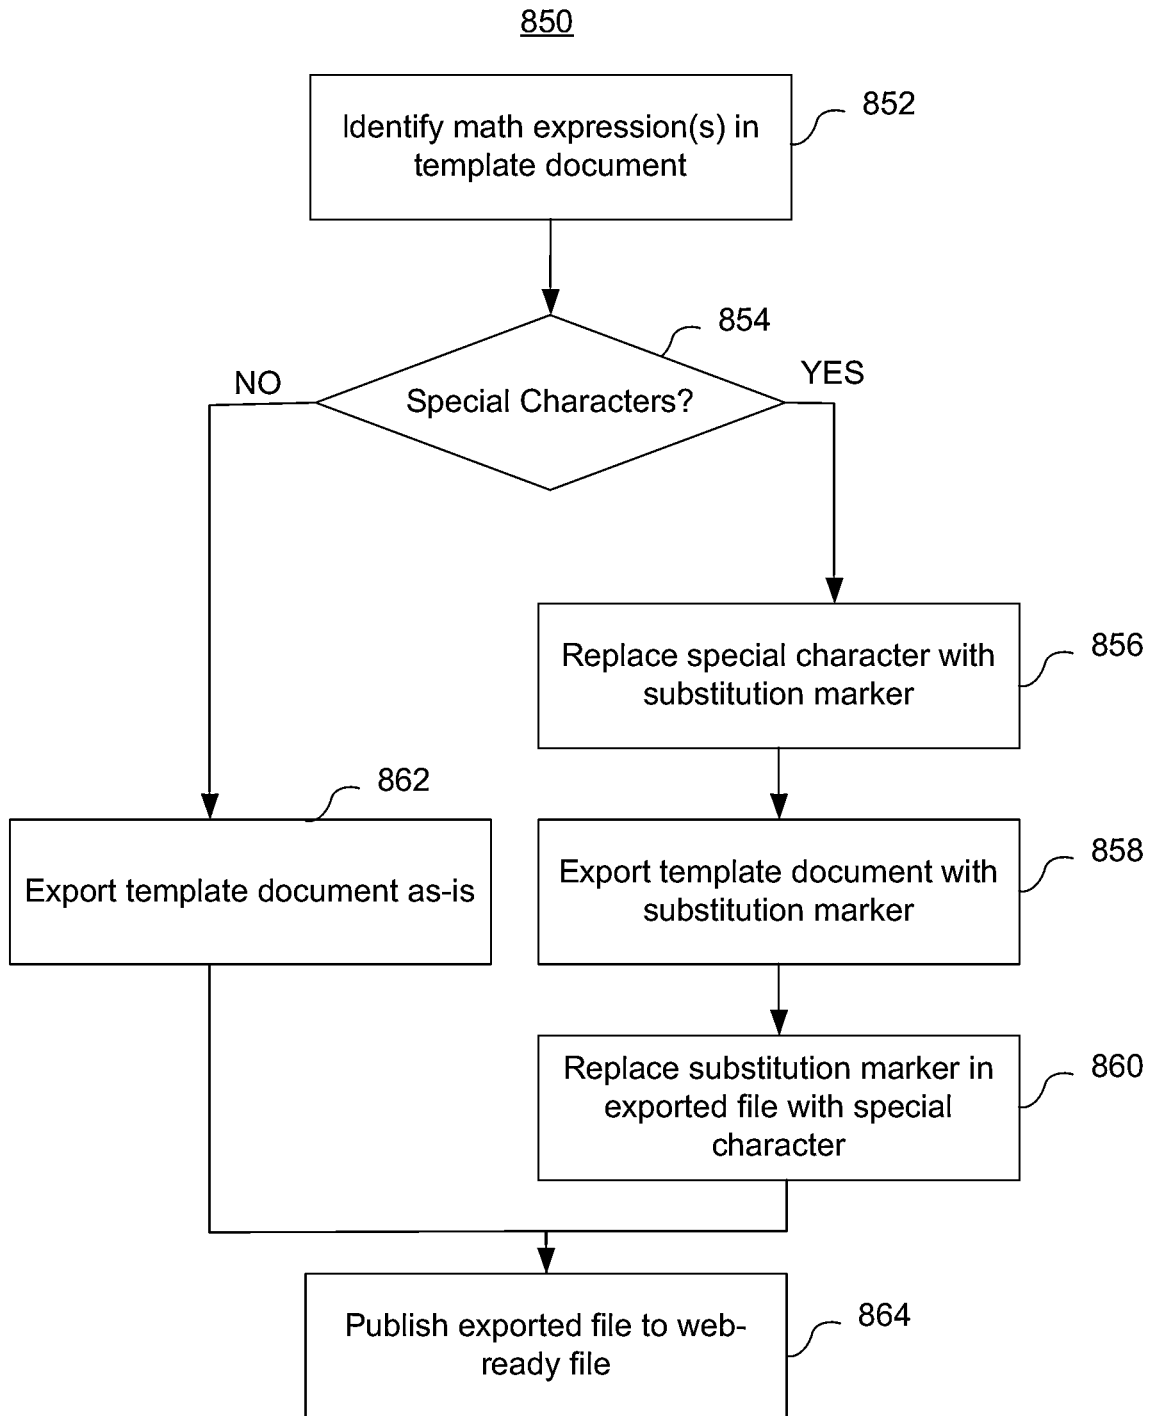 850
Identify math expression(s) in
template document
852
854
NO
YES
Special Characters?
Replace special character with
substitution marker
856
862
Export template document as-is
Export template document with
substitution marker
858
Replace substitution marker in
exported file with special
character
860
Publish exported file to web-
ready file
864